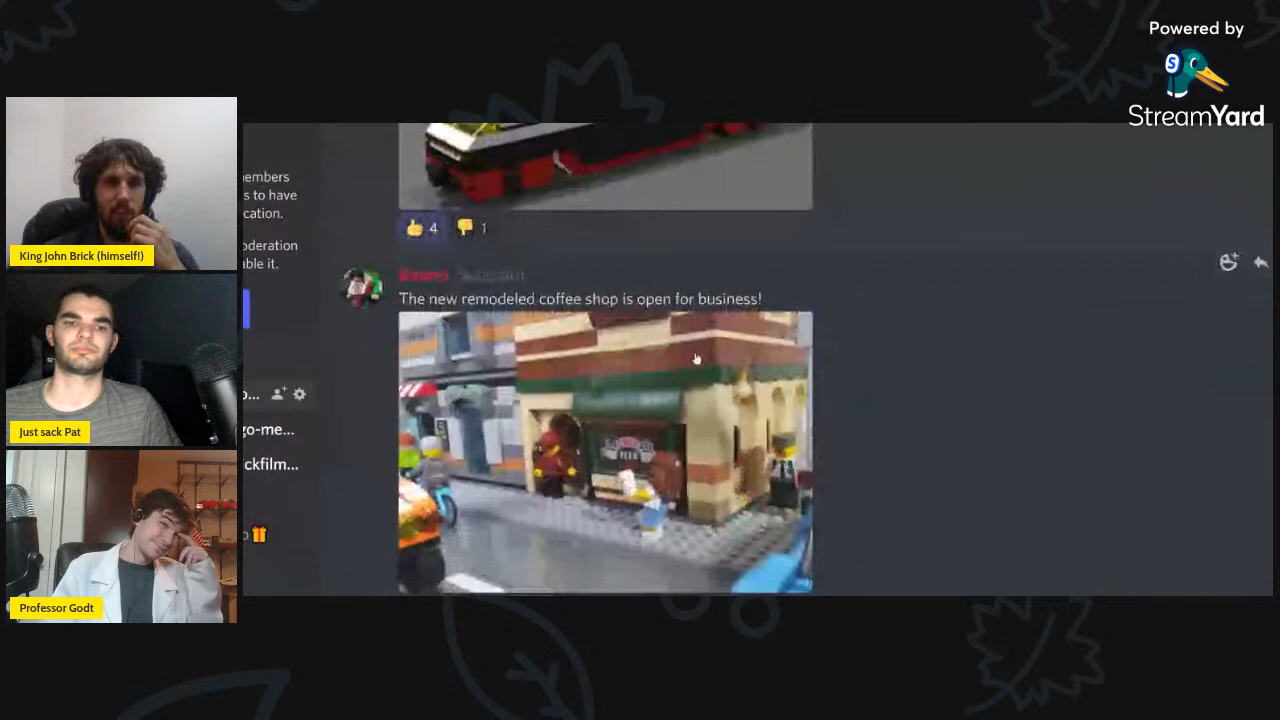 Powered by
StreamYard
King John Brick (himself!)
Just sack Pat
Professor Godt
embers
s to have
cation.
oderation
ble it.
o...
go-me...
ckfilm...
4
1
The new remodeled coffee shop is open for business!